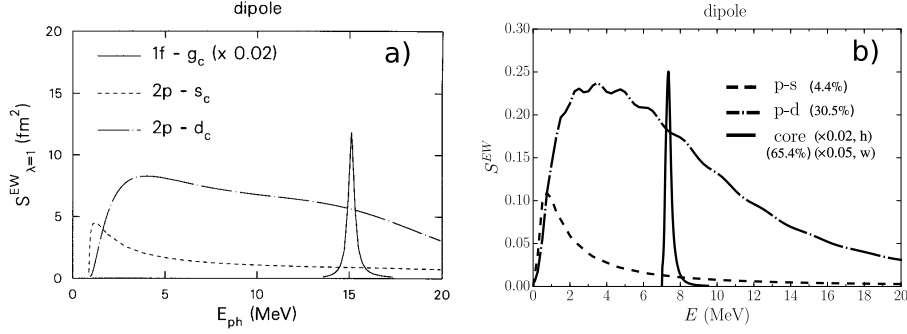 dipole
20
15
10
5
0
S^EW_λ=1 (fm²)
a)
1f - g_c (x 0.02)
2p - s_c
2p - d_c
0 5 10 15 20
E_ph (MeV)
dipole
0.30
0.25
0.20
0.15
0.10
0.05
0.00
S^EW
b)
p-s (4.4%)
p-d (30.5%)
core (×0.02, h)
(65.4%) (×0.05, w)
0 2 4 6 8 10 12 14 16 18 20
E (MeV)